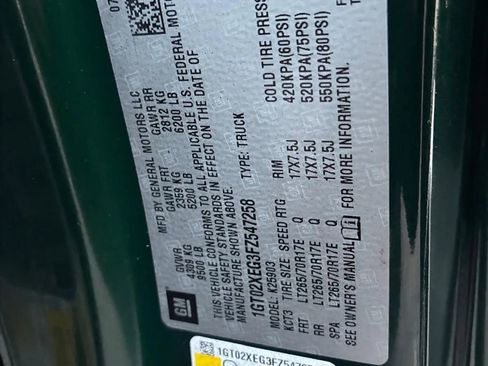 07
GM
MFD BY GENERAL MOTORS LLC
GVWR GAWR FRT GAWR RR
4309 KG 2359 KG 2812 KG
9500 LB 5200 LB 6200 LB
THIS VEHICLE CONFORMS TO ALL APPLICABLE U.S. FEDERAL MOTOR
VEHICLE SAFETY STANDARDS IN EFFECT ON THE DATE OF
MANUFACTURE SHOWN ABOVE.
1GT02XEG3FZ547258 TYPE: TRUCK
MODEL: K25903
KCT3 TIRE SIZE SPEED RTG RIM COLD TIRE PRESS
FRT LT265/70R17E Q 17X7.5J 420KPA(60PSI)
RR LT265/70R17E Q 17X7.5J 520KPA(75PSI)
SPA LT265/70R17E Q 17X7.5J 550KPA(80PSI)
SEE OWNER'S MANUAL FOR MORE INFORMATION.
1GT02XEG3FZ54725